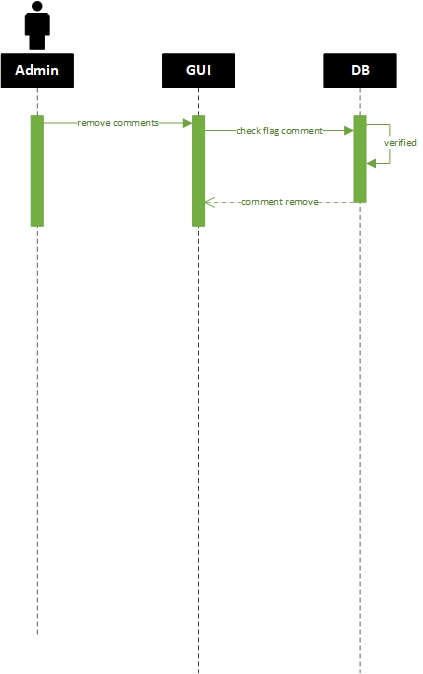 Admin
GUI
DB
remove comments
check flag comment
verified
comment remove